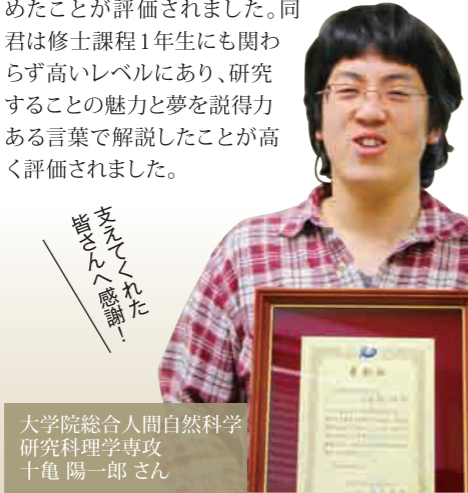 めたことが評価されました。同
君は修士課程1年生にも関わ
らず高いレベルにあり、研究
することの魅力と夢を説得力
ある言葉で解説したことが高
く評価されました。
支えてくれた
皆さんへ感謝!
大学院総合人間自然科学
研究科理学専攻
十亀 陽一郎 さん